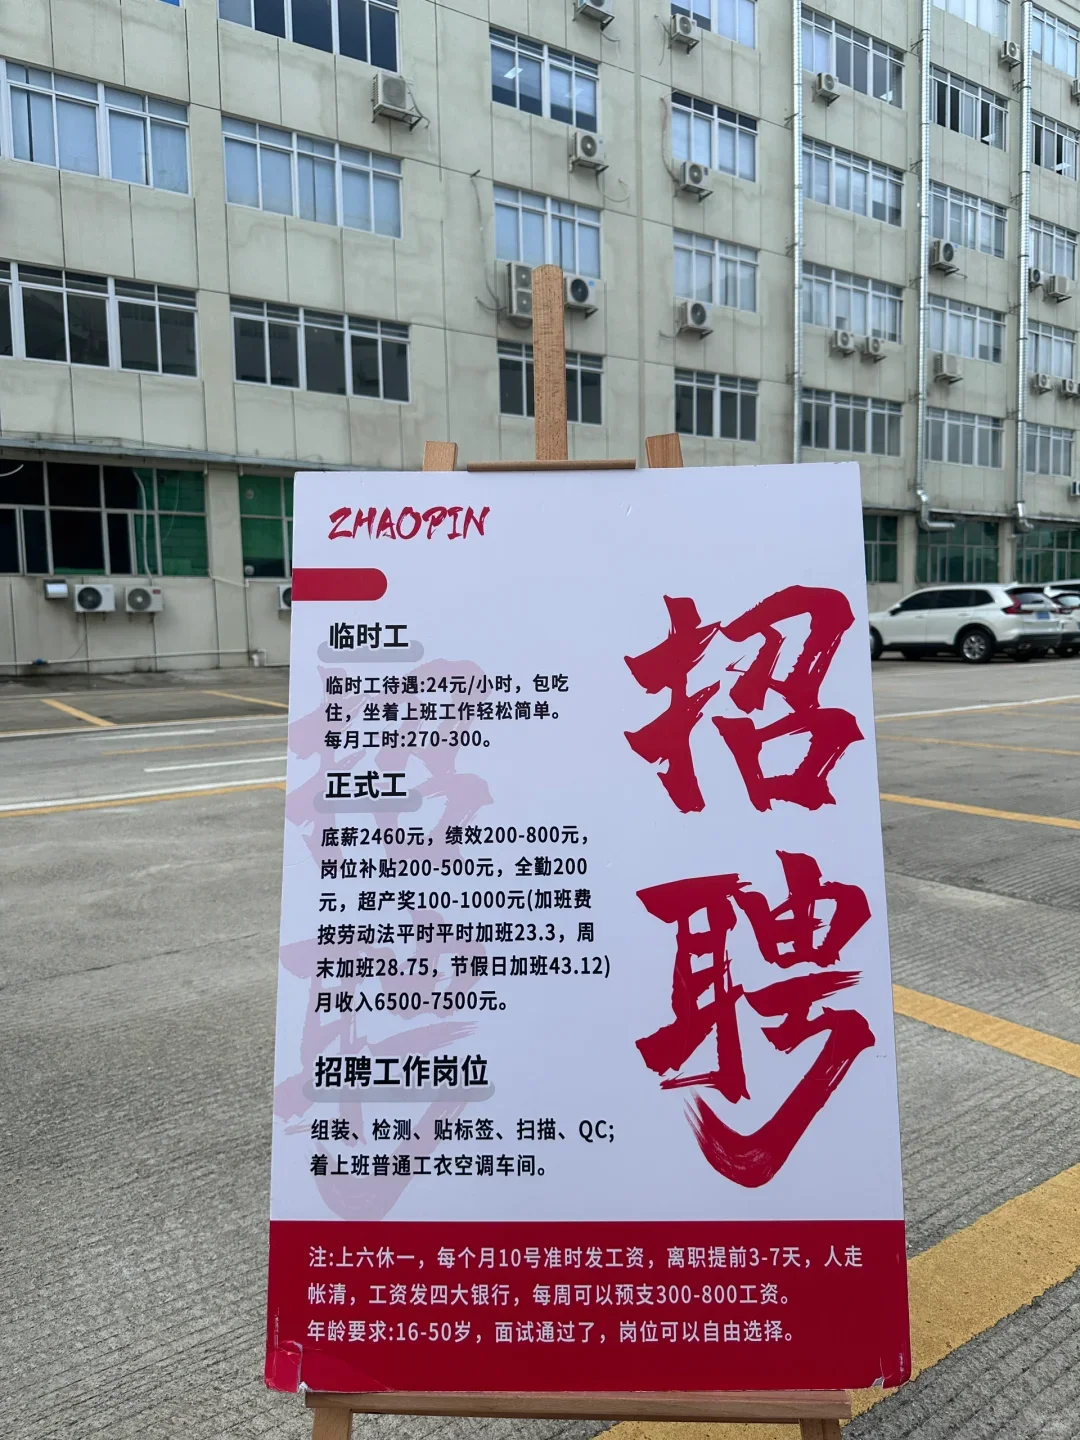 ZHAOPIN
招聘
临时工
临时工待遇:24元/小时，包吃
住，坐着上班工作轻松简单。
每月工时:270-300。
正式工
底薪2460元，绩效200-800元，
岗位补贴200-500元，全勤200
元，超产奖100-1000元(加班费
按劳动法平时平时加班23.3，周
末加班28.75，节假日加班43.12)
月收入6500-7500元。
招聘工作岗位
组装、检测、贴标签、扫描、QC;
着上班普通工衣空调车间。
注:上六休一，每个月10号准时发工资，离职提前3-7天，人走
帐清，工资发四大银行，每周可以预支300-800工资。
年龄要求:16-50岁，面试通过了，岗位可以自由选择。